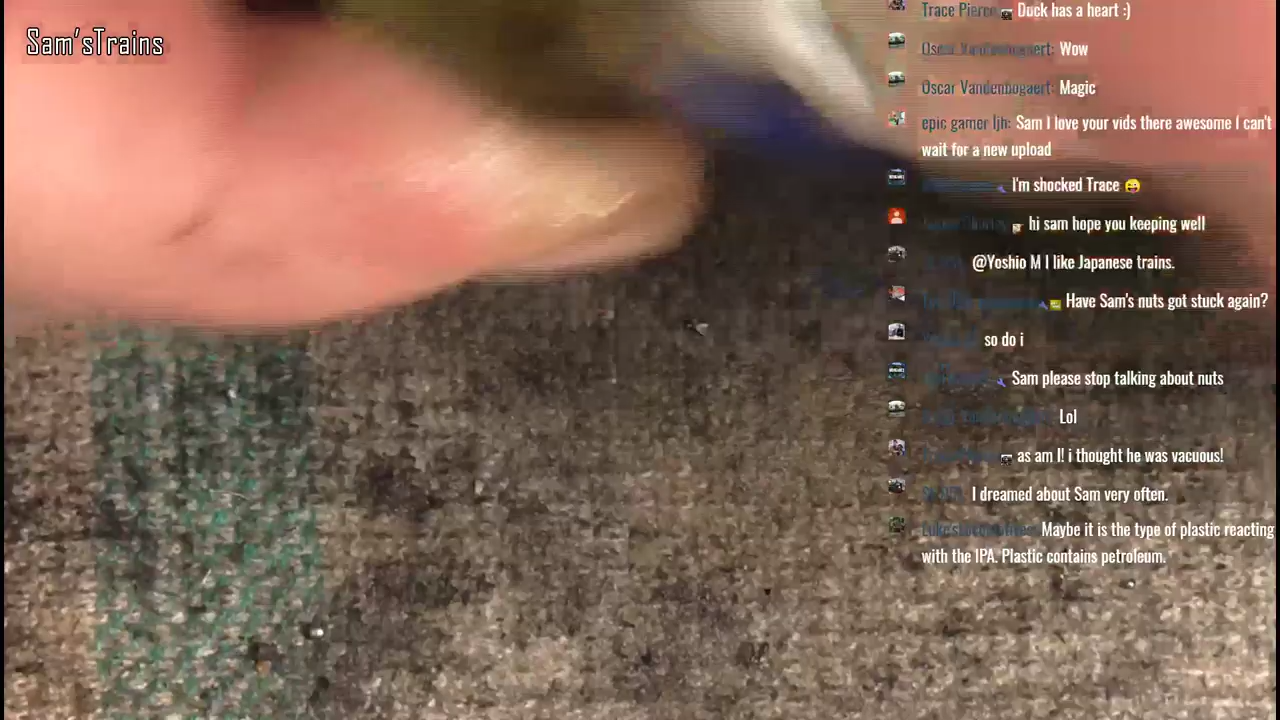 Sam'sTrains
Trace Pierce Duck has a heart :)
Oscar Vandenbogaert: Wow
Oscar Vandenbogaert: Magic
epic gamer ljh: Sam I love your vids there awesome I can't
wait for a new upload
I'm shocked Trace
hi sam hope you keeping well
@Yoshio M I like Japanese trains.
Have Sam's nuts got stuck again?
so do i
Sam please stop talking about nuts
Lol
as am I! i thought he was vacuous!
I dreamed about Sam very often.
Maybe it is the type of plastic reacting
with the IPA. Plastic contains petroleum.